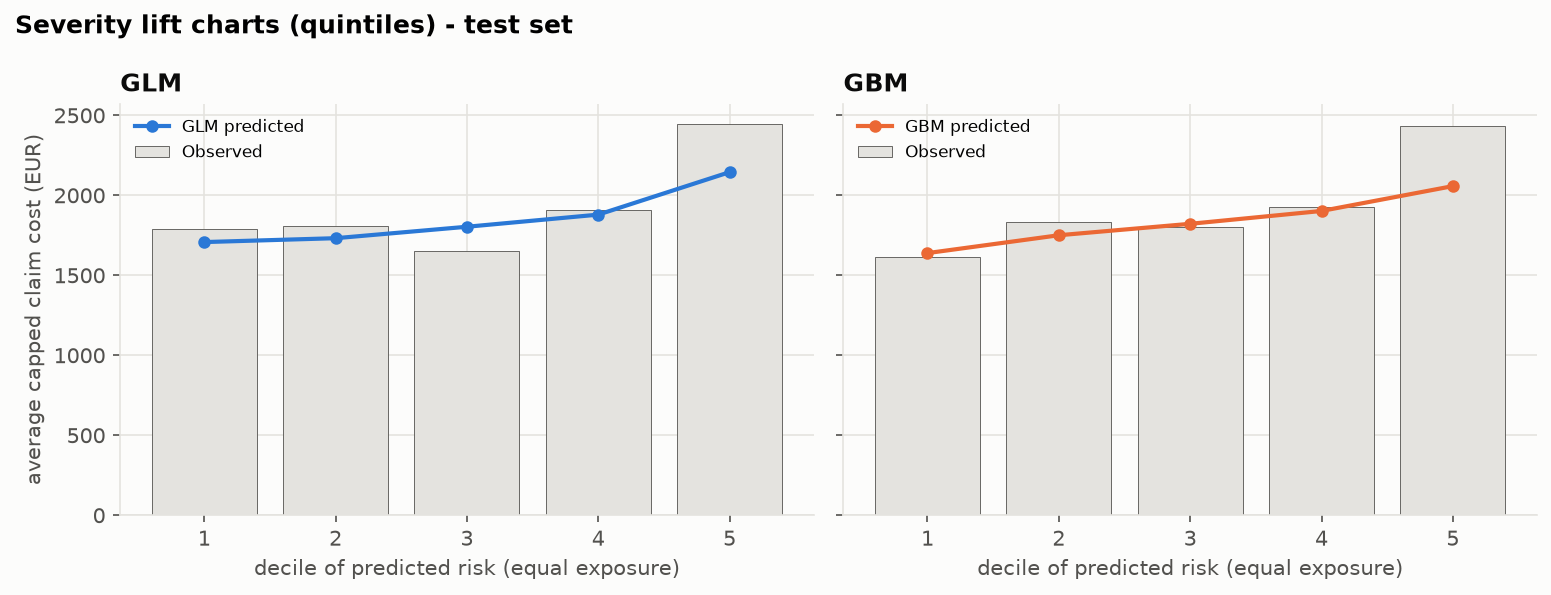 Severity lift charts (quintiles) - test set
GLM
GBM
average capped claim cost (EUR)
2500
2000
1500
1000
500
0
GLM predicted
Observed
GBM predicted
Observed
1 2 3 4 5
1 2 3 4 5
decile of predicted risk (equal exposure)
decile of predicted risk (equal exposure)